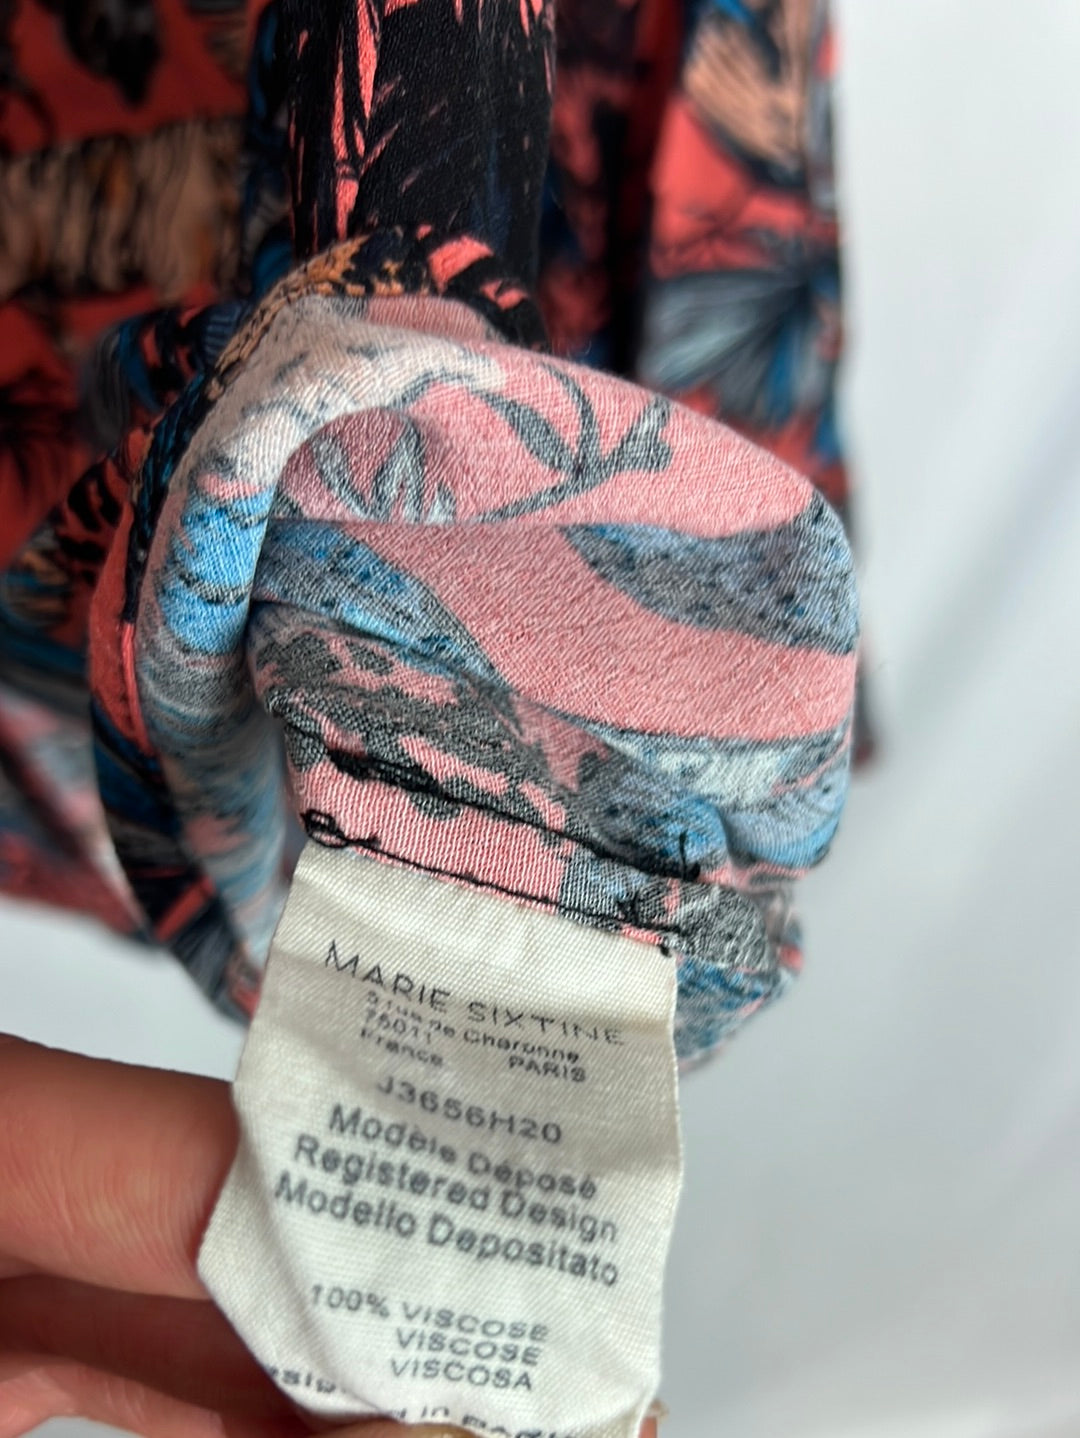 MARIE SIXTINE
5 rue de Charonne
75011 PARIS
France
J3656H20
Modèle Déposé
Registered Design
Modello Depositato
100% VISCOSE
VISCOSE
VISCOSA